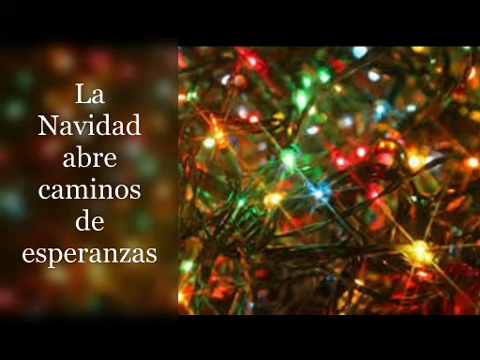 La
Navidad
abre
caminos
de
esperanzas